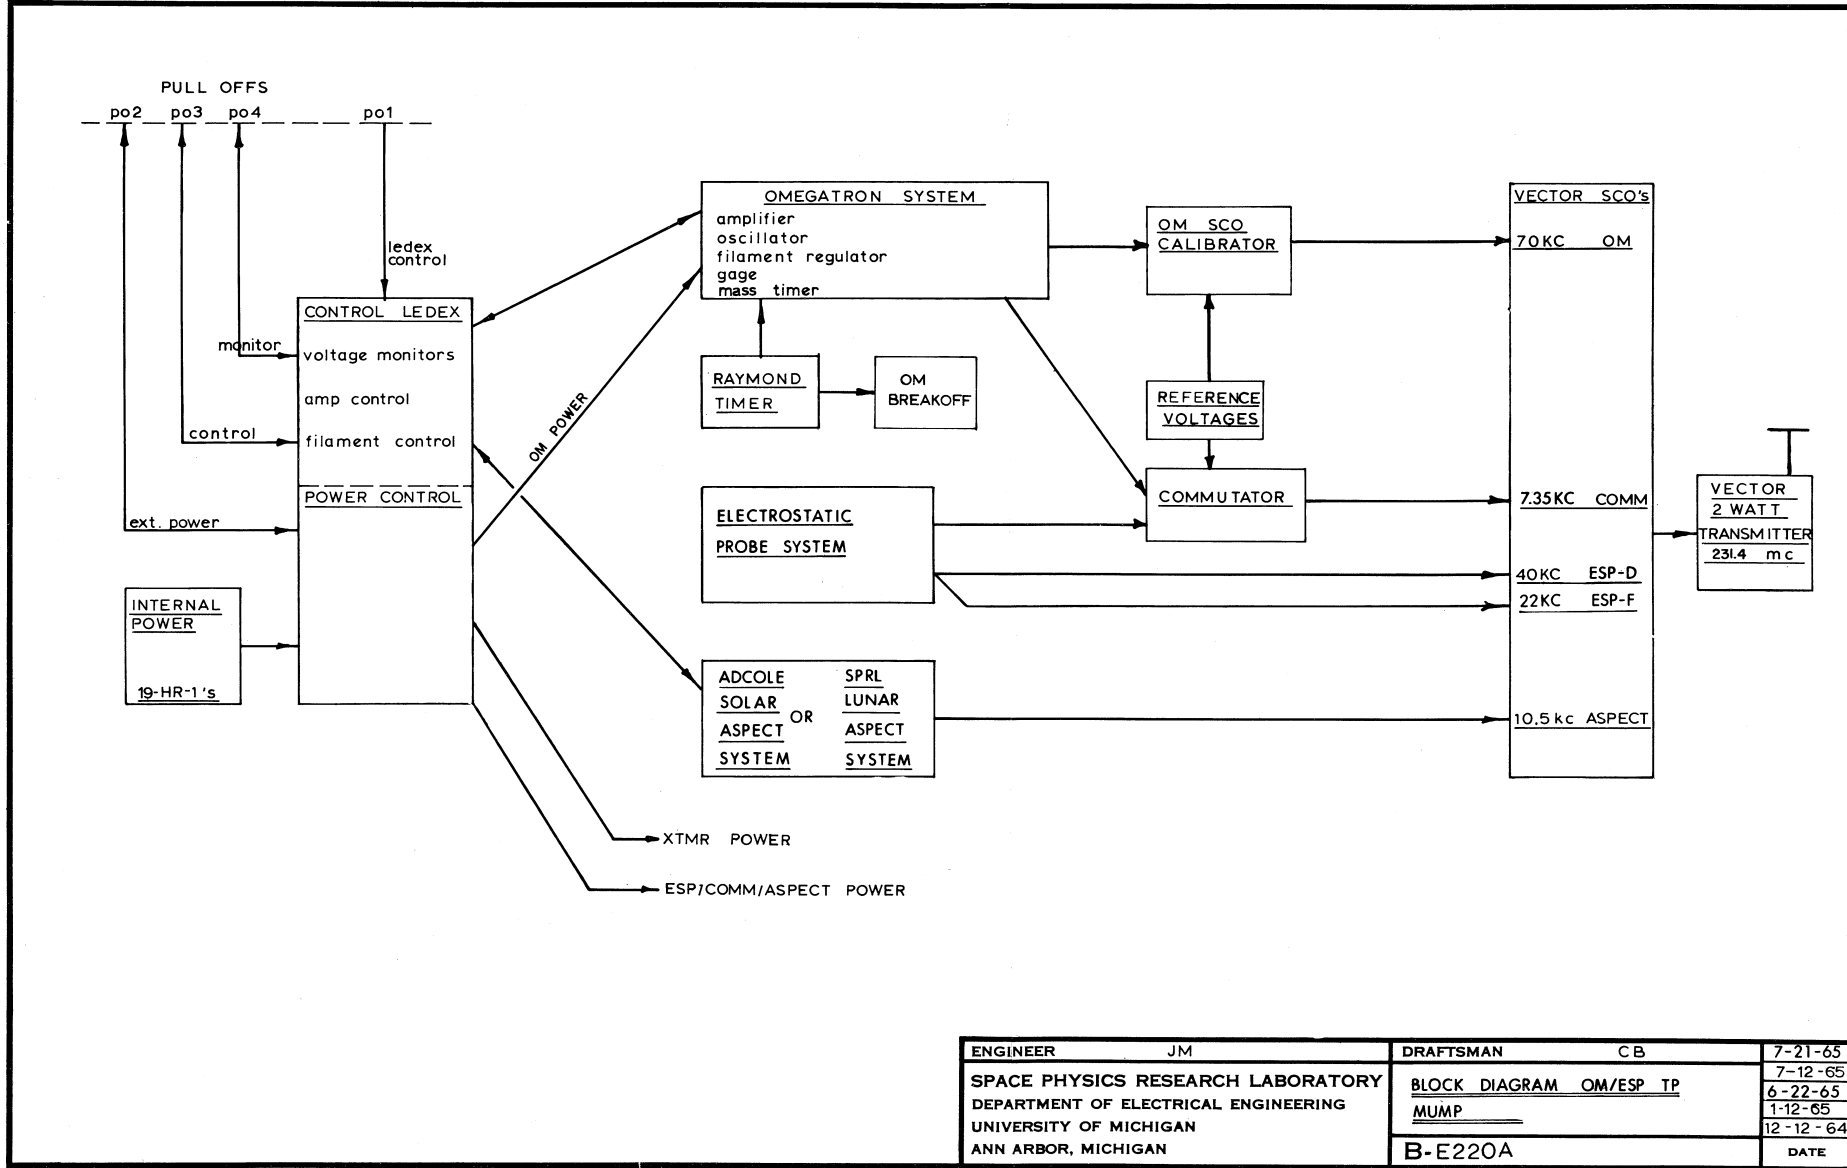 PULL OFFS
po2 po3 po4 po1
ledex
control
CONTROL LEDEX
monitor
voltage monitors
amp control
control
filament control
POWER CONTROL
ext. power
INTERNAL
POWER
19-HR-1's
OM POWER
OMEGATRON SYSTEM
amplifier
oscillator
filament regulator
gage
mass timer
RAYMOND
TIMER
OM
BREAKOFF
ELECTROSTATIC
PROBE SYSTEM
ADCOLE
SOLAR
ASPECT
SYSTEM
OR
SPRL
LUNAR
ASPECT
SYSTEM
XTMR POWER
ESP/COMM/ASPECT POWER
OM SCO
CALIBRATOR
REFERENCE
VOLTAGES
COMMUTATOR
VECTOR SCO's
70KC OM
7.35KC COMM
40KC ESP-D
22KC ESP-F
10.5kc ASPECT
VECTOR
2 WATT
TRANSMITTER
231.4 mc
ENGINEER JM
SPACE PHYSICS RESEARCH LABORATORY
DEPARTMENT OF ELECTRICAL ENGINEERING
UNIVERSITY OF MICHIGAN
ANN ARBOR, MICHIGAN
DRAFTSMAN CB
BLOCK DIAGRAM OM/ESP TP
MUMP
B-E220A
7-21-65
7-12-65
6-22-65
1-12-65
12-12-64
DATE